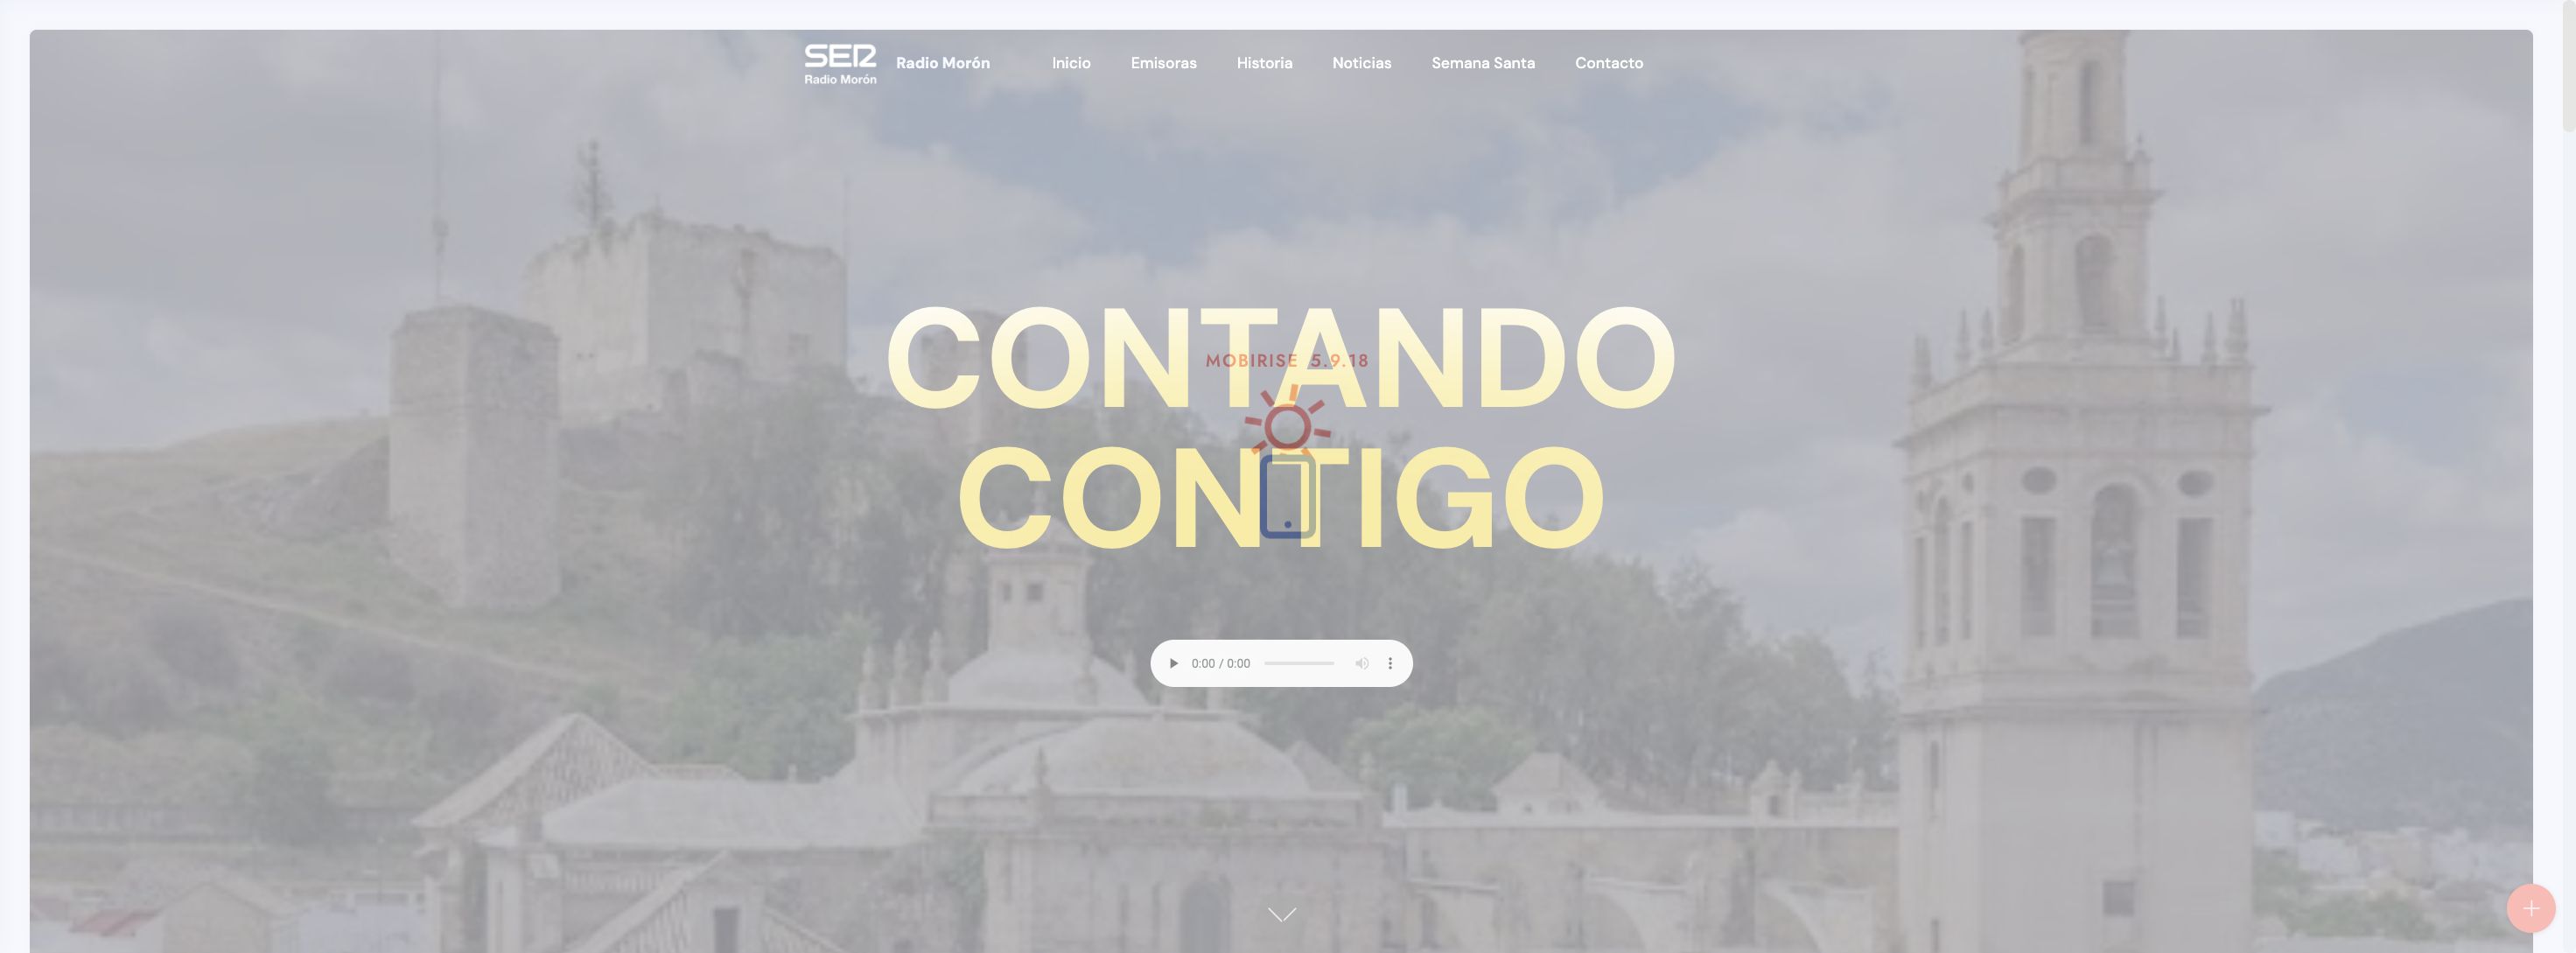 SER
Radio Morón
Radio Morón Inicio Emisoras Historia Noticias Semana Santa Contacto
CONTANDO
MOBIRISE 5.9.18
CONTIGO
0:00 / 0:00